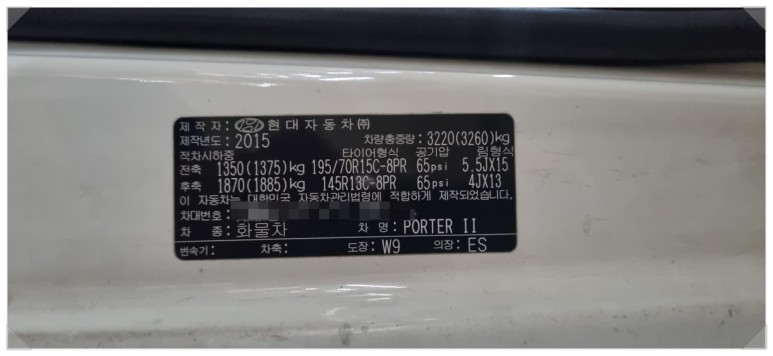 제 작 자: 현대자동차㈜
제작년도: 2015 차량총중량: 3220(3260)kg
적차시하중 타이어형식 공기압 림형식
전축 1350(1375)kg 195/70R15C-8PR 65psi 5.5JX15
후축 1870(1885)kg 145R13C-8PR 65psi 4JX13
이 자동차는 대한민국 자동차관리법령에 적합하게 제작되었습니다.
차대번호:
차 종: 화물차 차 명: PORTER II
변속기: 차축: 도장: W9 의장: ES